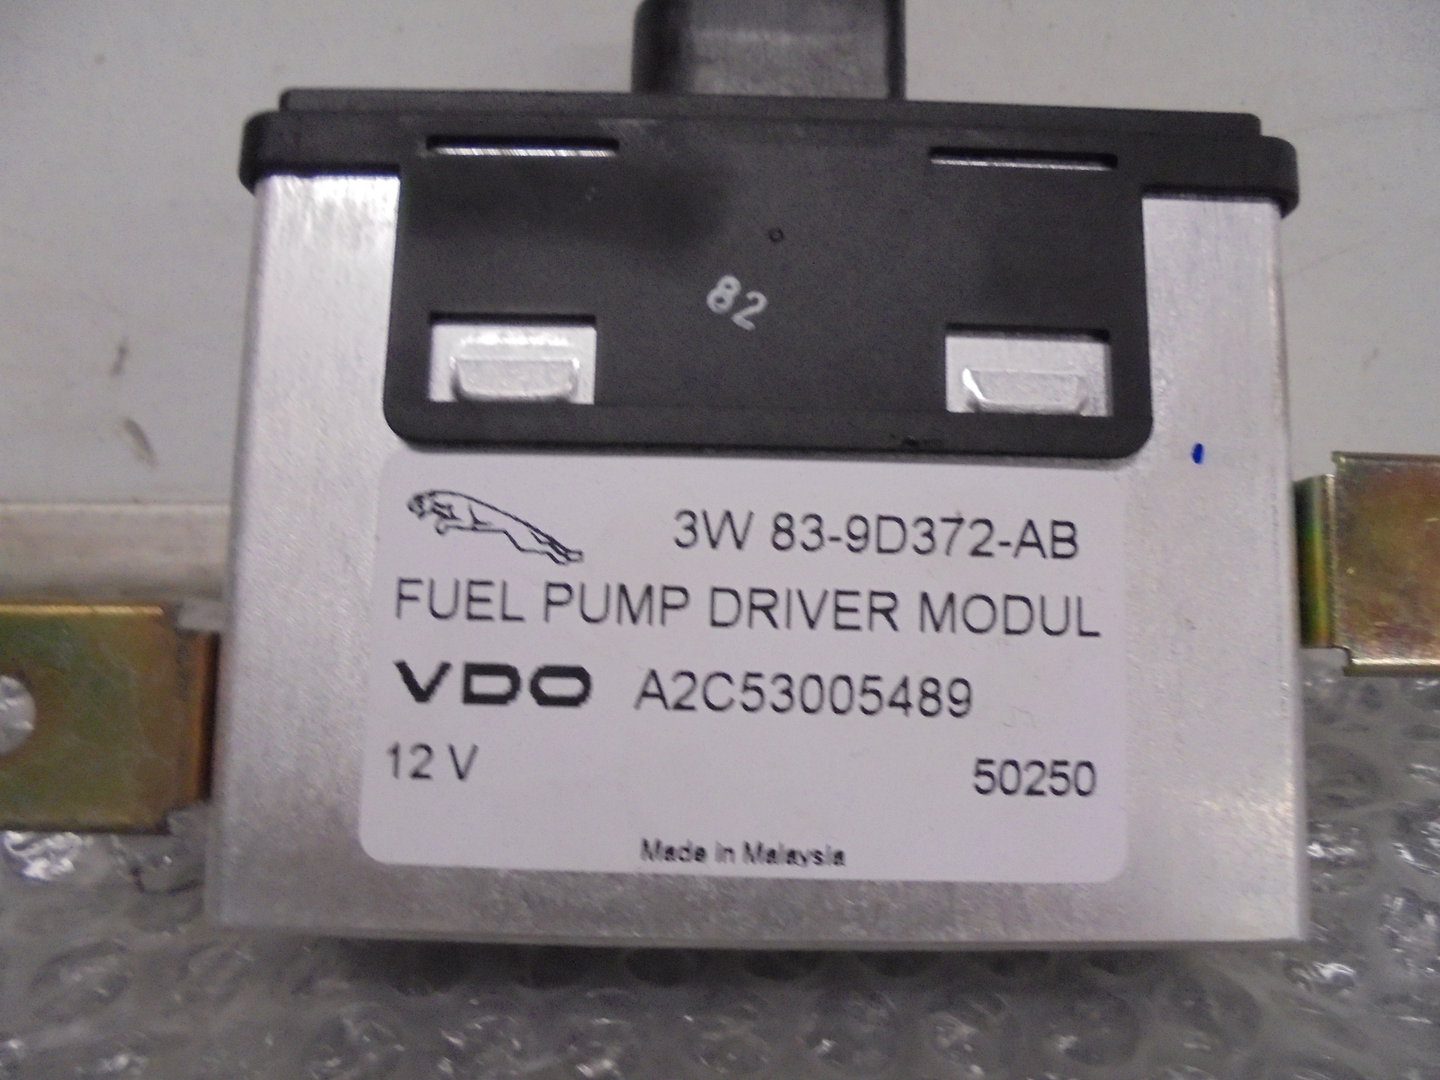 82
3W 83-9D372-AB
FUEL PUMP DRIVER MODUL
VDO A2C53005489
12 V 50250
Made in Malaysia